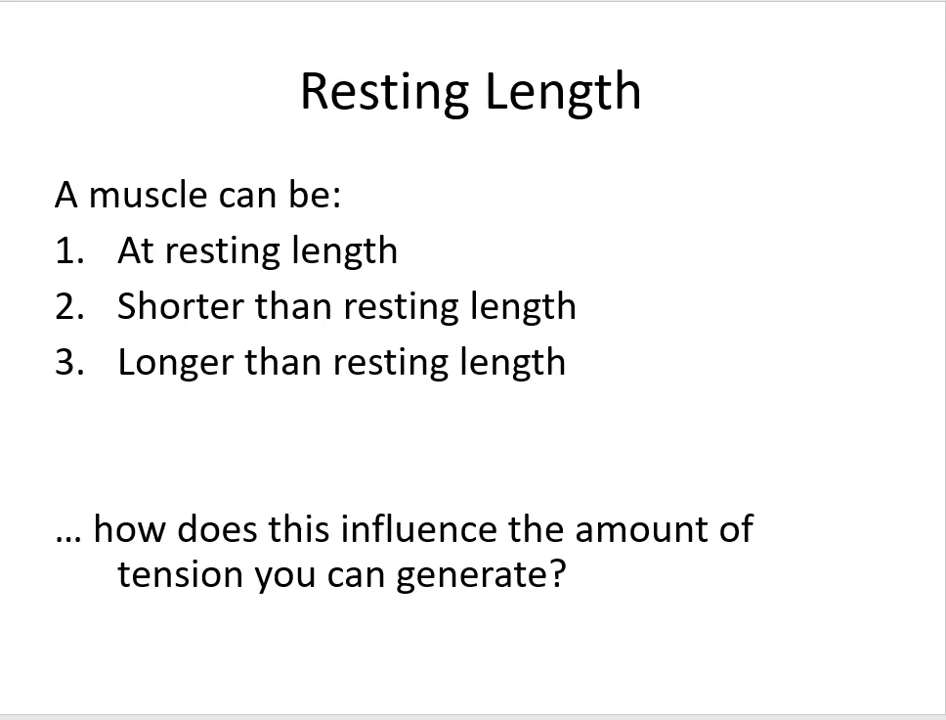 Resting Length
A muscle can be:
1. At resting length
2. Shorter than resting length
3. Longer than resting length
... how does this influence the amount of
tension you can generate?